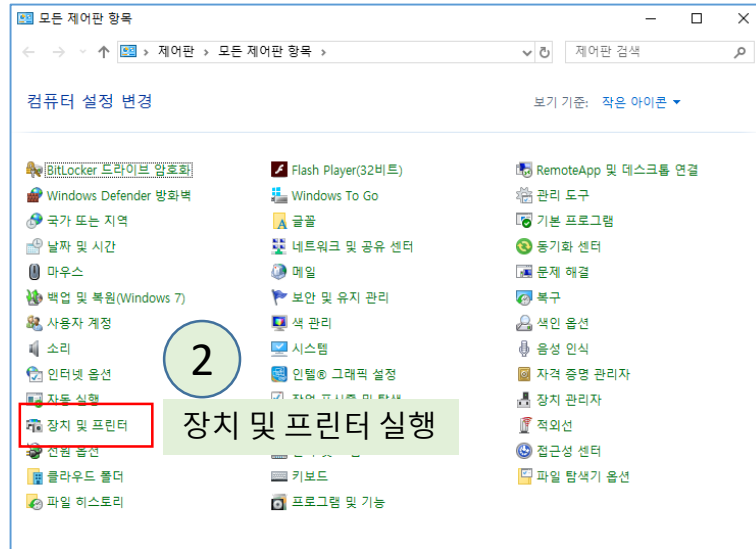 모든 제어판 항목
제어판 > 모든 제어판 항목 >
제어판 검색
컴퓨터 설정 변경
보기 기준: 작은 아이콘
BitLocker 드라이브 암호화
Flash Player(32비트)
RemoteApp 및 데스크톱 연결
Windows Defender 방화벽
Windows To Go
관리 도구
국가 또는 지역
글꼴
기본 프로그램
날짜 및 시간
네트워크 및 공유 센터
동기화 센터
마우스
메일
문제 해결
백업 및 복원(Windows 7)
보안 및 유지 관리
복구
사용자 계정
색 관리
색인 옵션
소리
시스템
음성 인식
인터넷 옵션
2
인텔® 그래픽 설정
자격 증명 관리자
자동 실행
장치 관리자
장치 및 프린터
장치 및 프린터 실행
적외선
전원 옵션
접근성 센터
클라우드 폴더
키보드
파일 탐색기 옵션
파일 히스토리
프로그램 및 기능